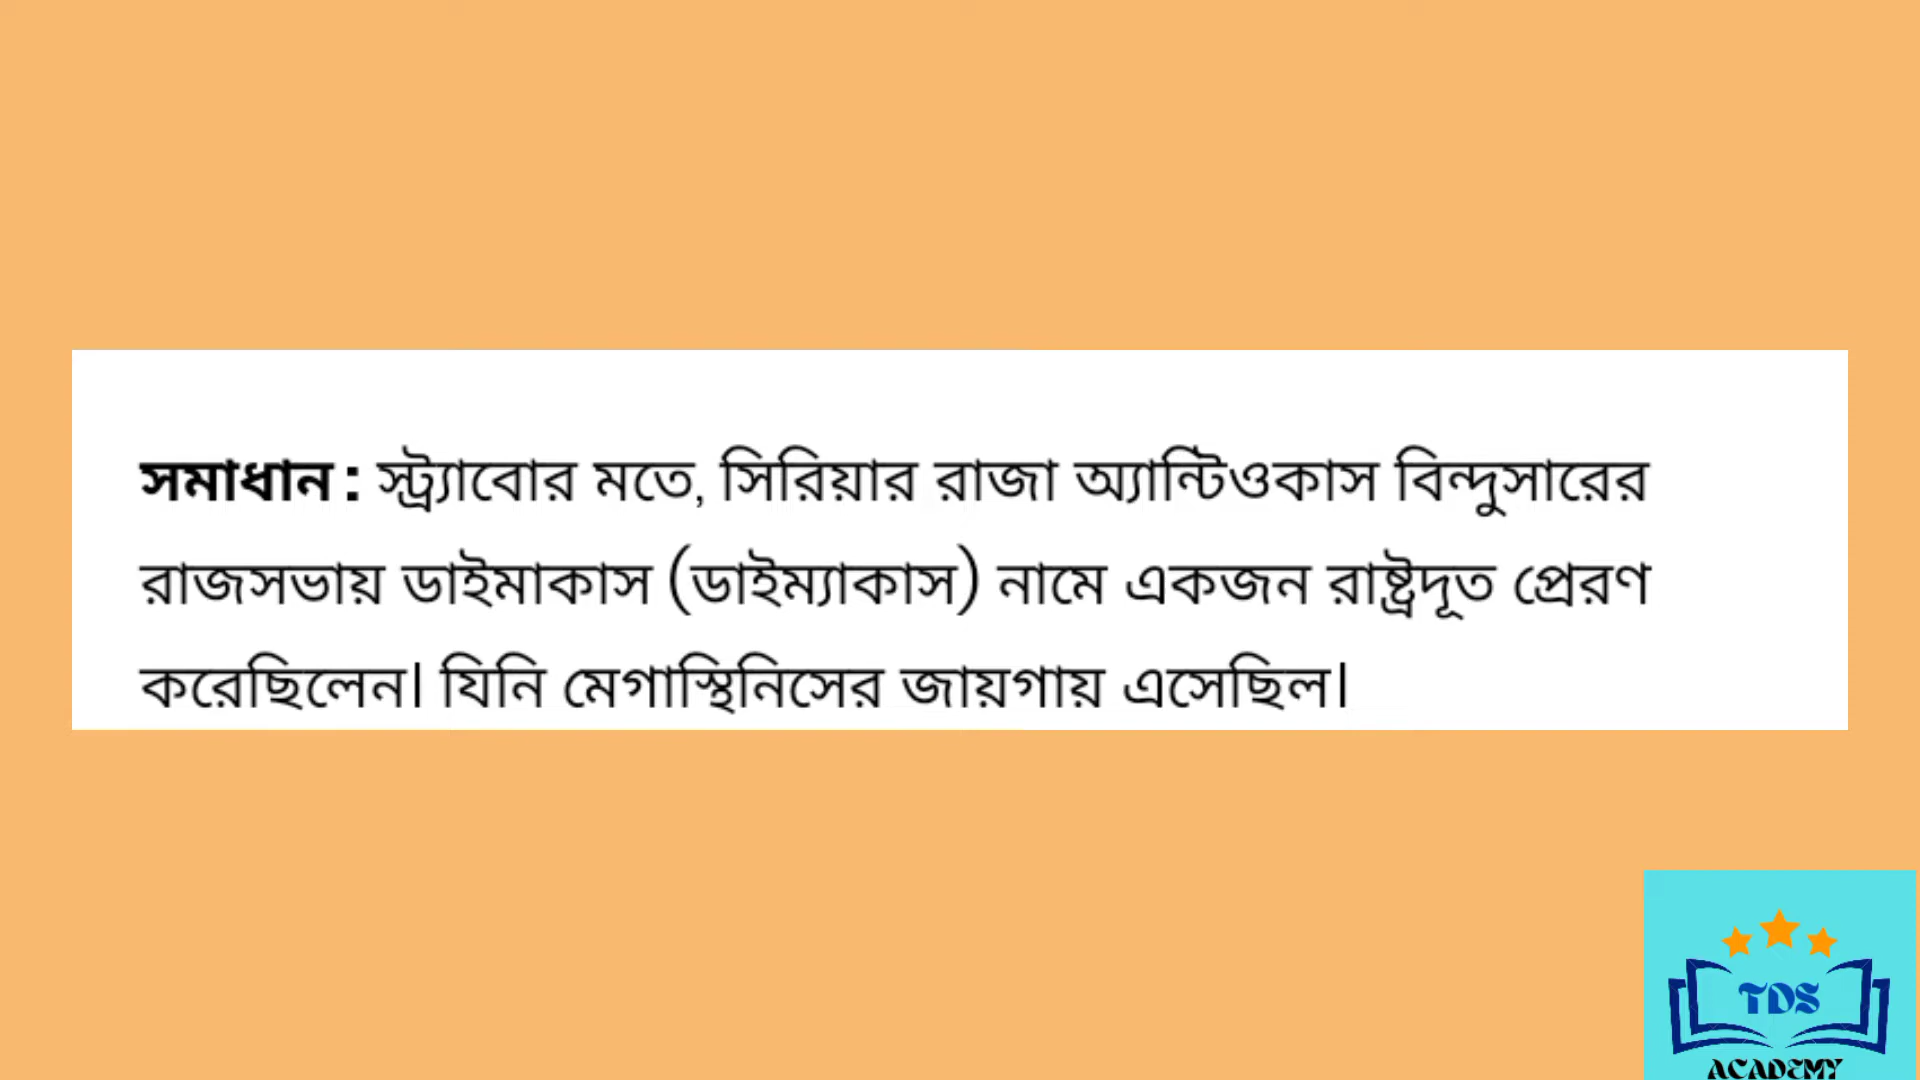 সমাধান : স্ট্র্যাবোর মতে, সিরিয়ার রাজা অ্যান্টিওকাস বিন্দুসারের
রাজসভায় ডাইমাকাস (ডাইম্যাকাস) নামে একজন রাষ্ট্রদূত প্রেরণ
করেছিলেন। যিনি মেগাস্থিনিসের জায়গায় এসেছিল।
TDS
ACADEMY